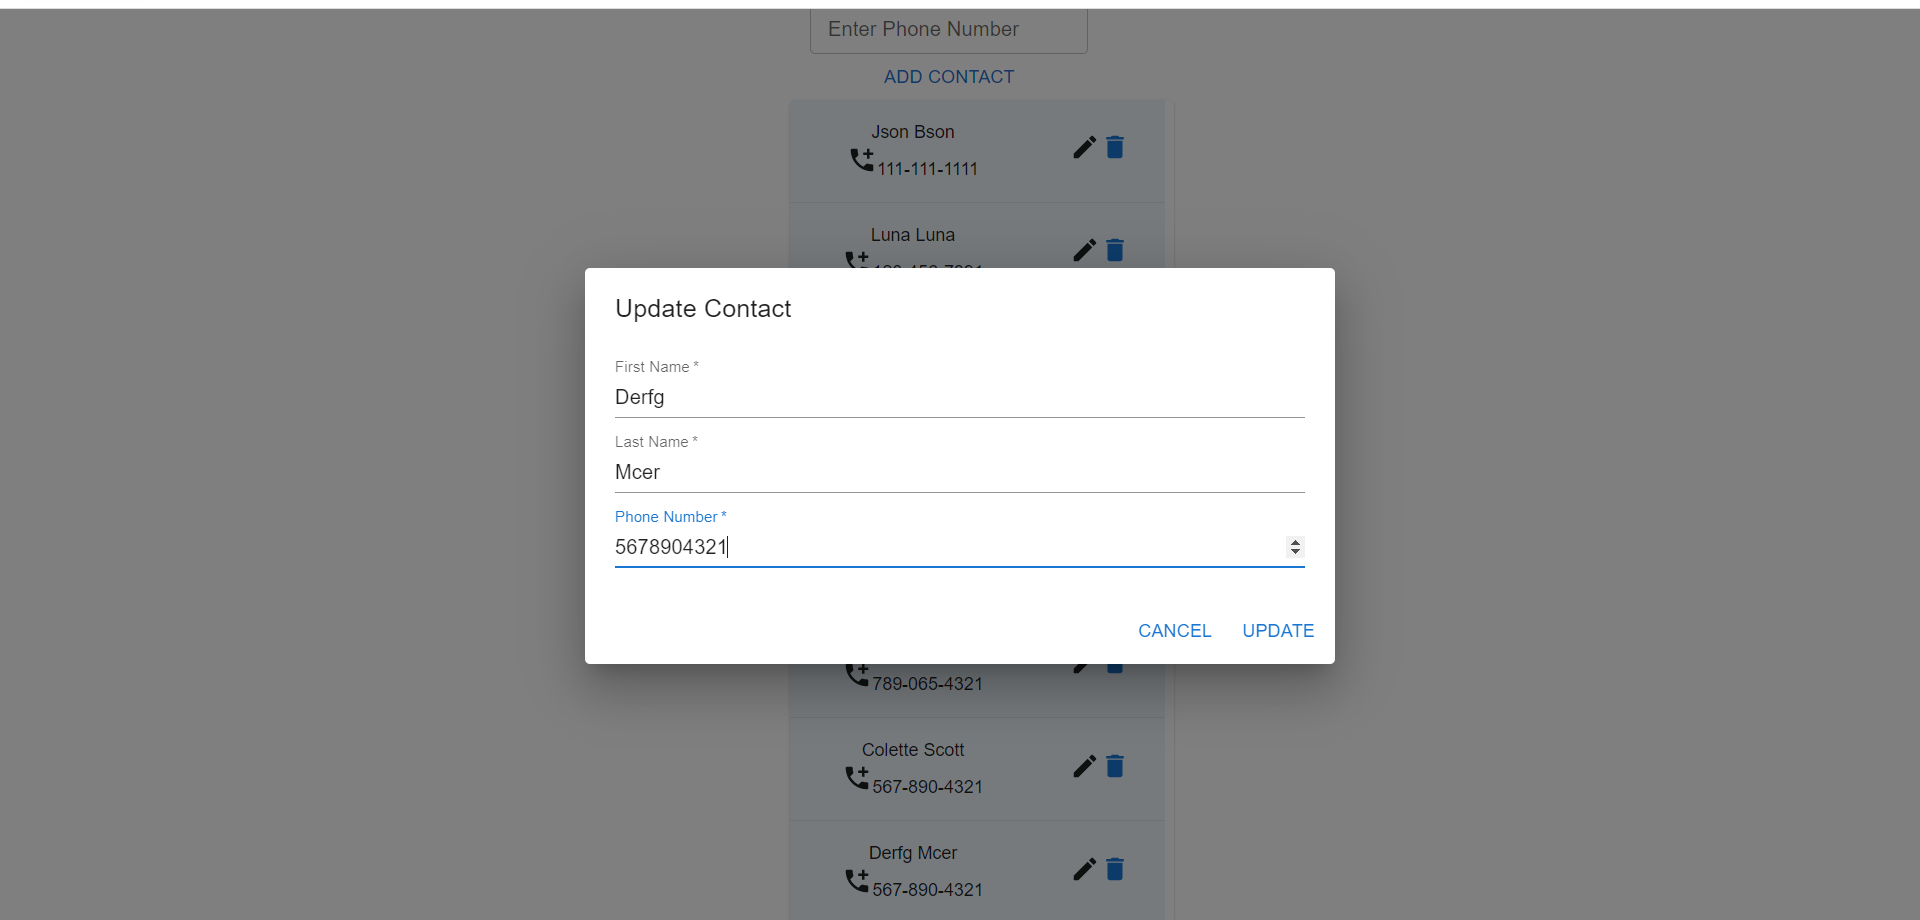 Enter Phone Number
ADD CONTACT
Json Bson
111-111-1111
Luna Luna
Update Contact
First Name *
Derfg
Last Name *
Mcer
Phone Number *
5678904321
CANCEL
UPDATE
789-065-4321
Colette Scott
567-890-4321
Derfg Mcer
567-890-4321